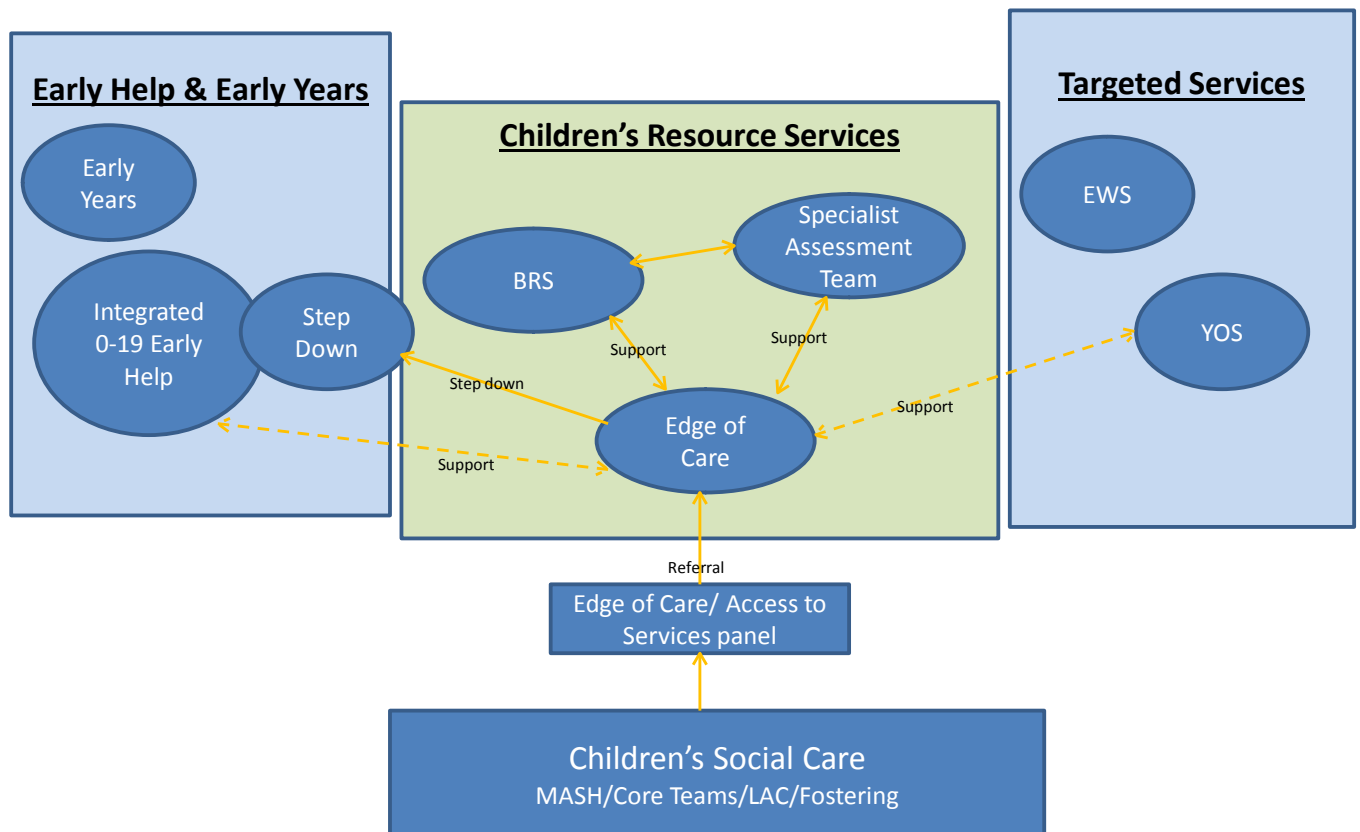 Early Help & Early Years
Early
Years
Integrated
0-19 Early
Help
Step
Down
Children’s Resource Services
BRS
Specialist
Assessment
Team
Support
Support
Step down
Edge of
Care
Support
Targeted Services
EWS
YOS
Support
Referral
Edge of Care/ Access to
Services panel
Children’s Social Care
MASH/Core Teams/LAC/Fostering